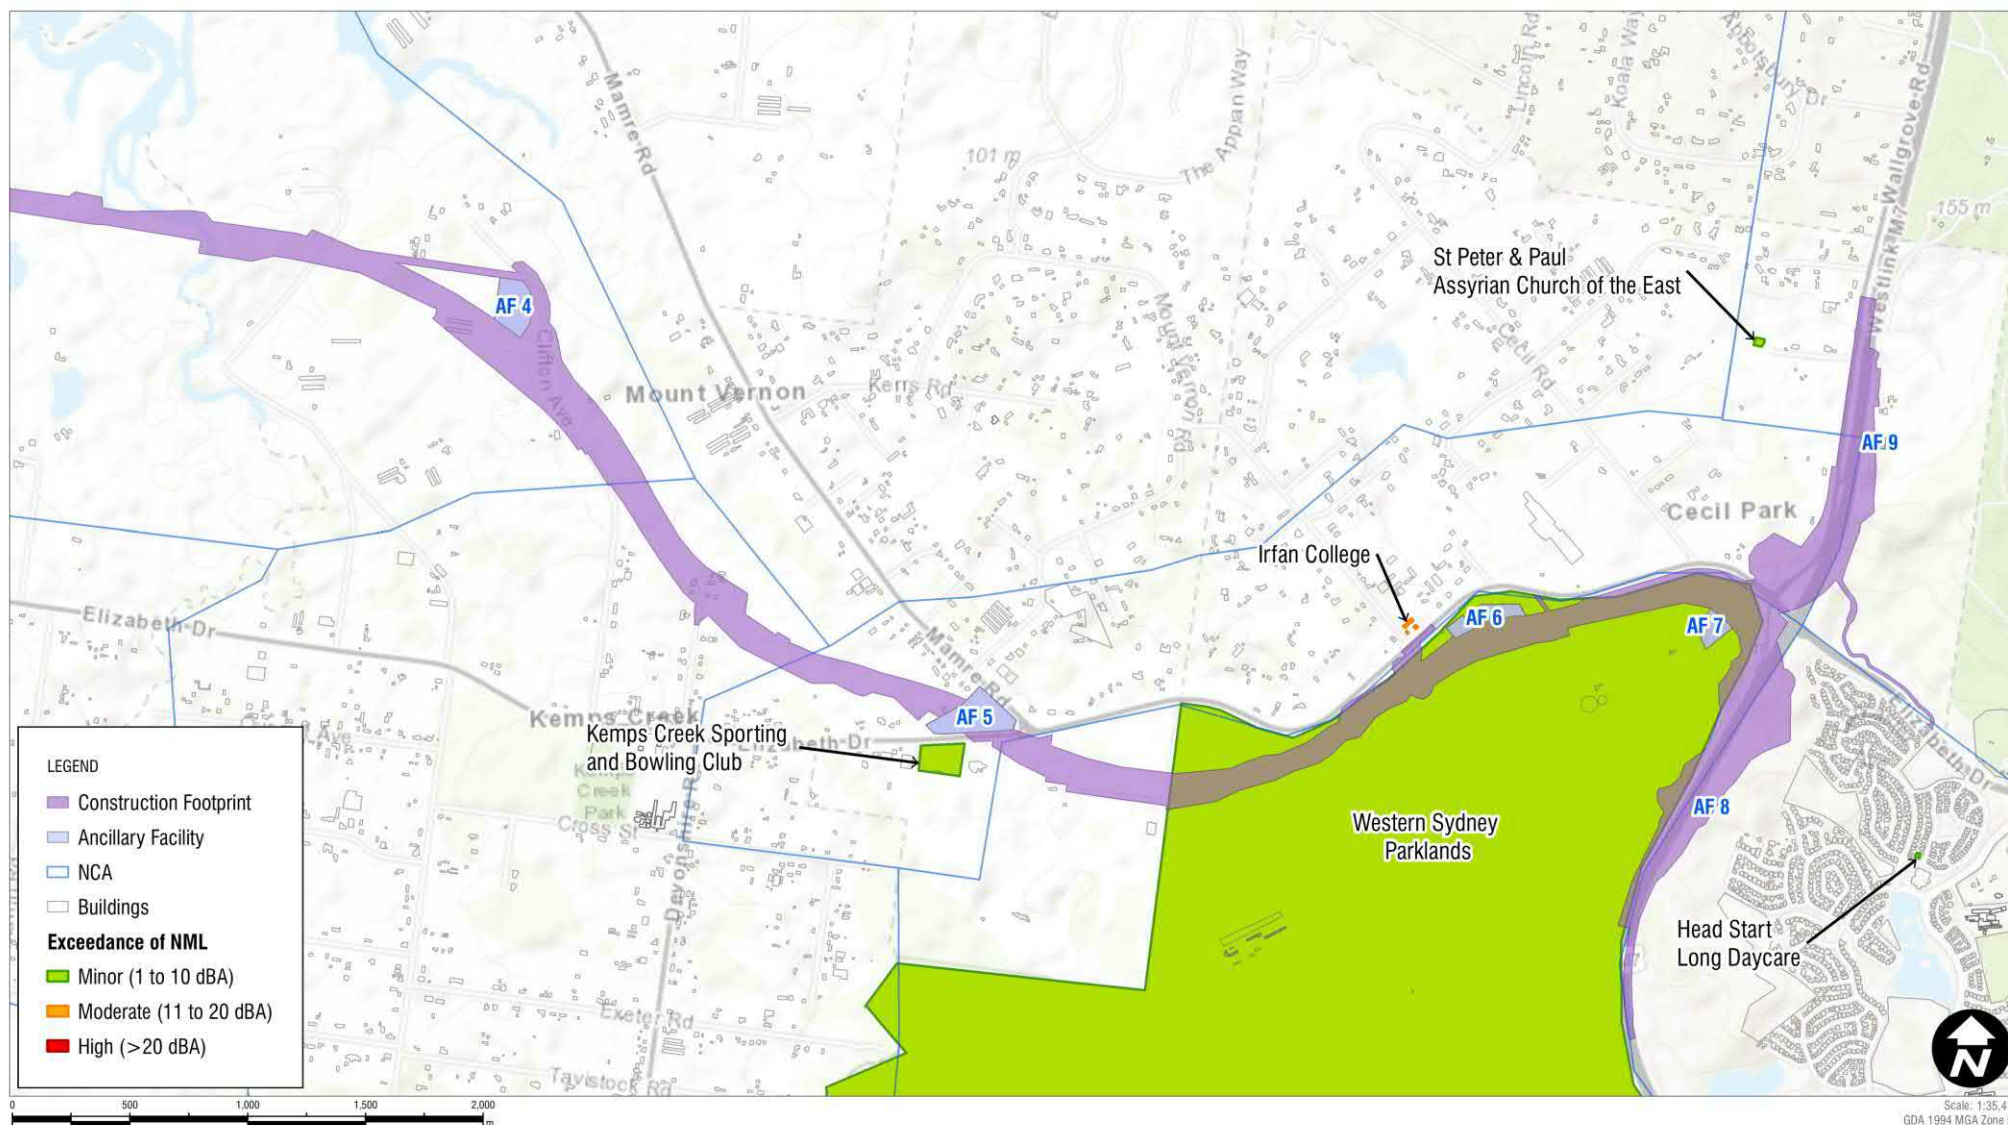 Mamre Rd
101 m
The Appian Way
Lincoln Rd
Koala Way
Abbotsbury Dr
Wallgrove Rd
Westlink M7
155 m
St Peter & Paul
Assyrian Church of the East
AF 4
Clifton Ave
Mount Vernon
Kerrs Rd
Mount Vernon Rd
Cecil Rd
AF 9
Cecil Park
Irfan College
Elizabeth Dr
Mamre Rd
AF 6
AF 7
AF 5
Kemps Creek
Elizabeth Dr
Kemps Creek Sporting
and Bowling Club
Elizabeth Dr
Kemps
Creek
Park
Cross St
Devonshire Rd
Western Sydney
Parklands
AF 8
Head Start
Long Daycare
Exeter Rd
Tavistock Rd
LEGEND
Construction Footprint
Ancillary Facility
NCA
Buildings
Exceedance of NML
Minor (1 to 10 dBA)
Moderate (11 to 20 dBA)
High (>20 dBA)
N
0 500 1,000 1,500 2,000
m
Scale: 1:35,4
GDA 1994 MGA Zone